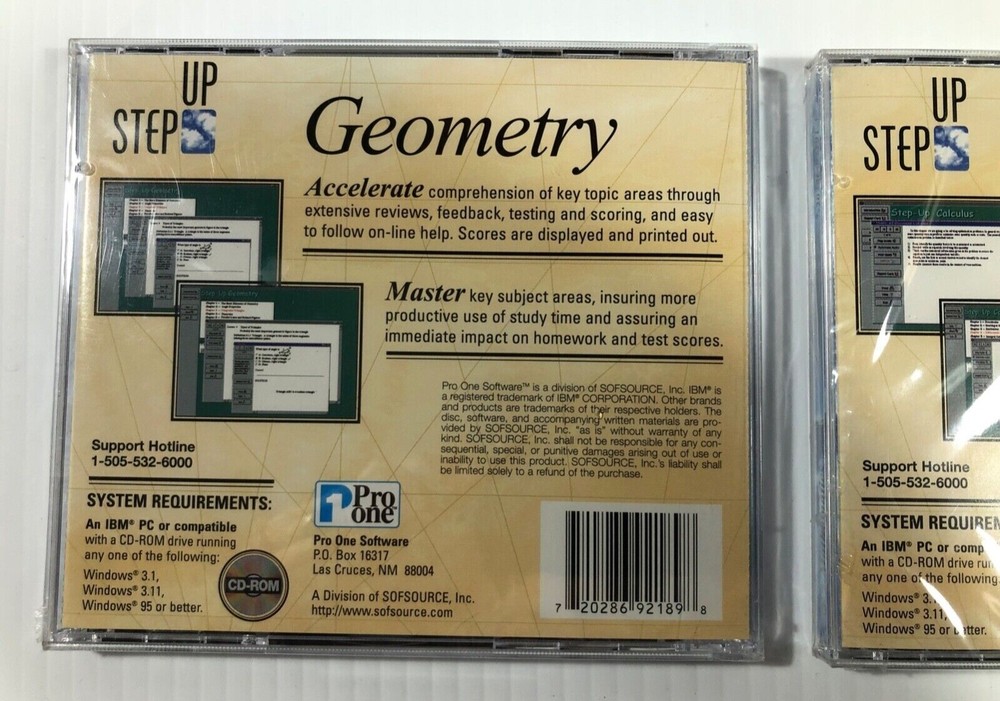 UP
STEP
Geometry
Accelerate comprehension of key topic areas through
extensive reviews, feedback, testing and scoring, and easy
to follow on-line help. Scores are displayed and printed out.
Step Up Geometry
Master key subject areas, insuring more
productive use of study time and assuring an
immediate impact on homework and test scores.
Pro One Software™ is a division of SOFSOURCE, Inc. IBM® is
a registered trademark of IBM® CORPORATION. Other brands
and products are trademarks of their respective holders. The
disc, software, and accompanying written materials are pro-
vided by SOFSOURCE, Inc. "as is" without warranty of any
kind. SOFSOURCE, Inc. shall not be responsible for any con-
sequential, special, or punitive damages arising out of use or
inability to use this product. SOFSOURCE, Inc.'s liability shall
be limited solely to a refund of the purchase.
Support Hotline
1-505-532-6000
SYSTEM REQUIREMENTS:
An IBM® PC or compatible
with a CD-ROM drive running
any one of the following:
Windows® 3.1,
Windows® 3.11,
Windows® 95 or better.
CD-ROM
Pro
one™
Pro One Software
P.O. Box 16317
Las Cruces, NM 88004
A Division of SOFSOURCE, Inc.
http://www.sofsource.com
7 20286 92189 8
UP
STEP
Step Up Calculus
Support Hotline
1-505-532-6000
SYSTEM REQUIREN
An IBM® PC or comp
with a CD-ROM drive run
any one of the following:
Windows® 3.1,
Windows® 3.11,
Windows® 95 or better.